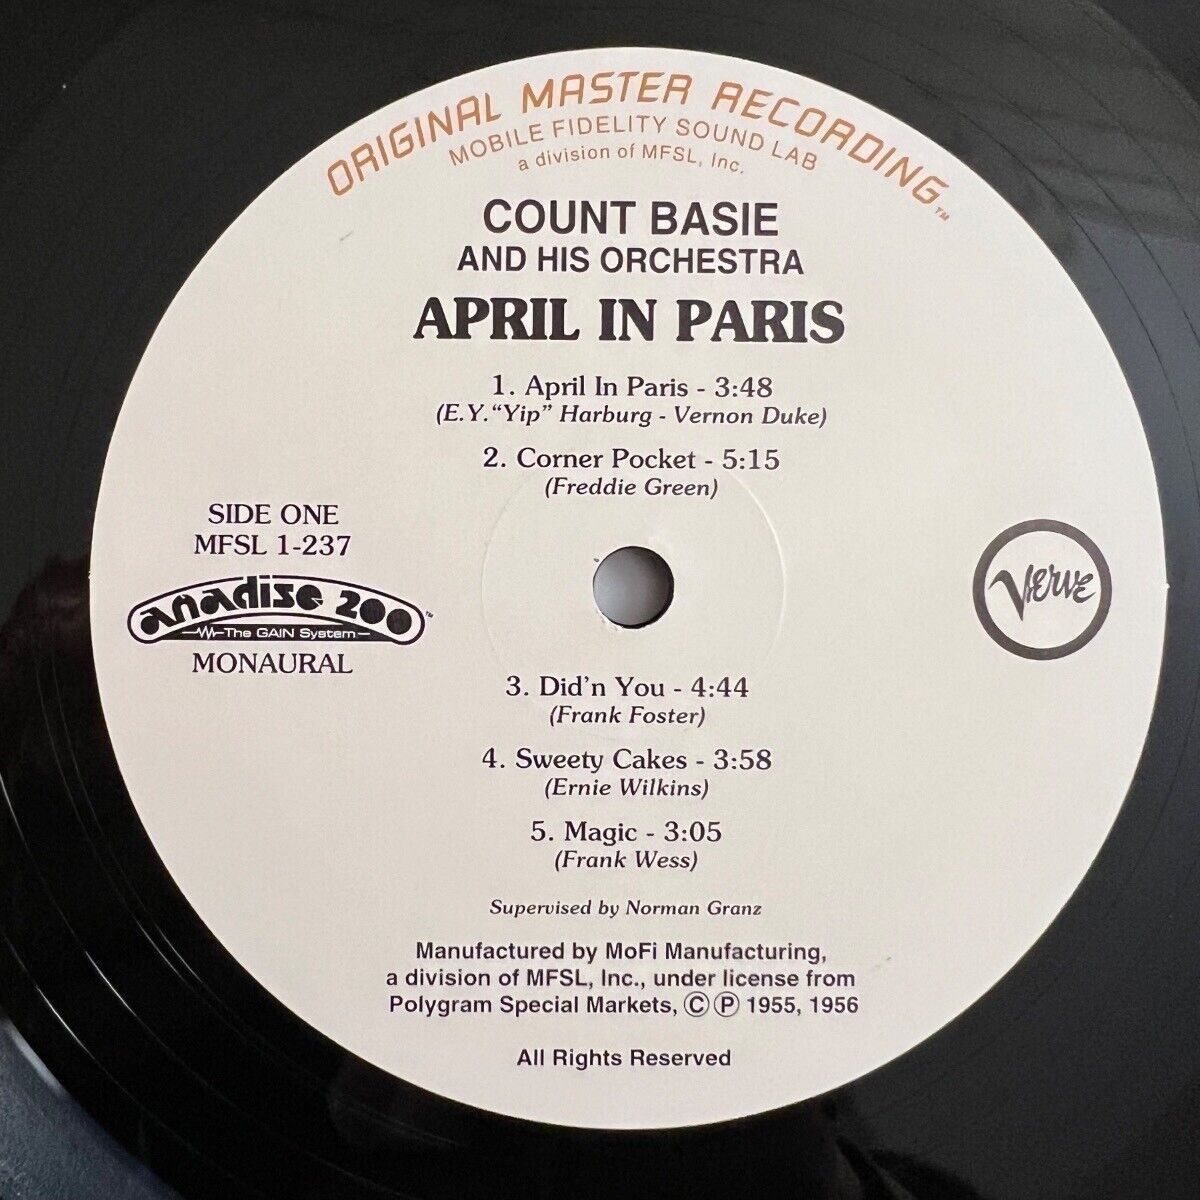 ORIGINAL MASTER RECORDING™
MOBILE FIDELITY SOUND LAB
a division of MFSL, Inc.
COUNT BASIE
AND HIS ORCHESTRA
APRIL IN PARIS
1. April In Paris - 3:48
(E.Y."Yip" Harburg - Vernon Duke)
2. Corner Pocket - 5:15
(Freddie Green)
SIDE ONE
MFSL 1-237
anadisc 200™
The GAIN System
MONAURAL
Verve
3. Did'n You - 4:44
(Frank Foster)
4. Sweety Cakes - 3:58
(Ernie Wilkins)
5. Magic - 3:05
(Frank Wess)
Supervised by Norman Granz
Manufactured by MoFi Manufacturing,
a division of MFSL, Inc., under license from
Polygram Special Markets, Ⓒ Ⓟ 1955, 1956
All Rights Reserved